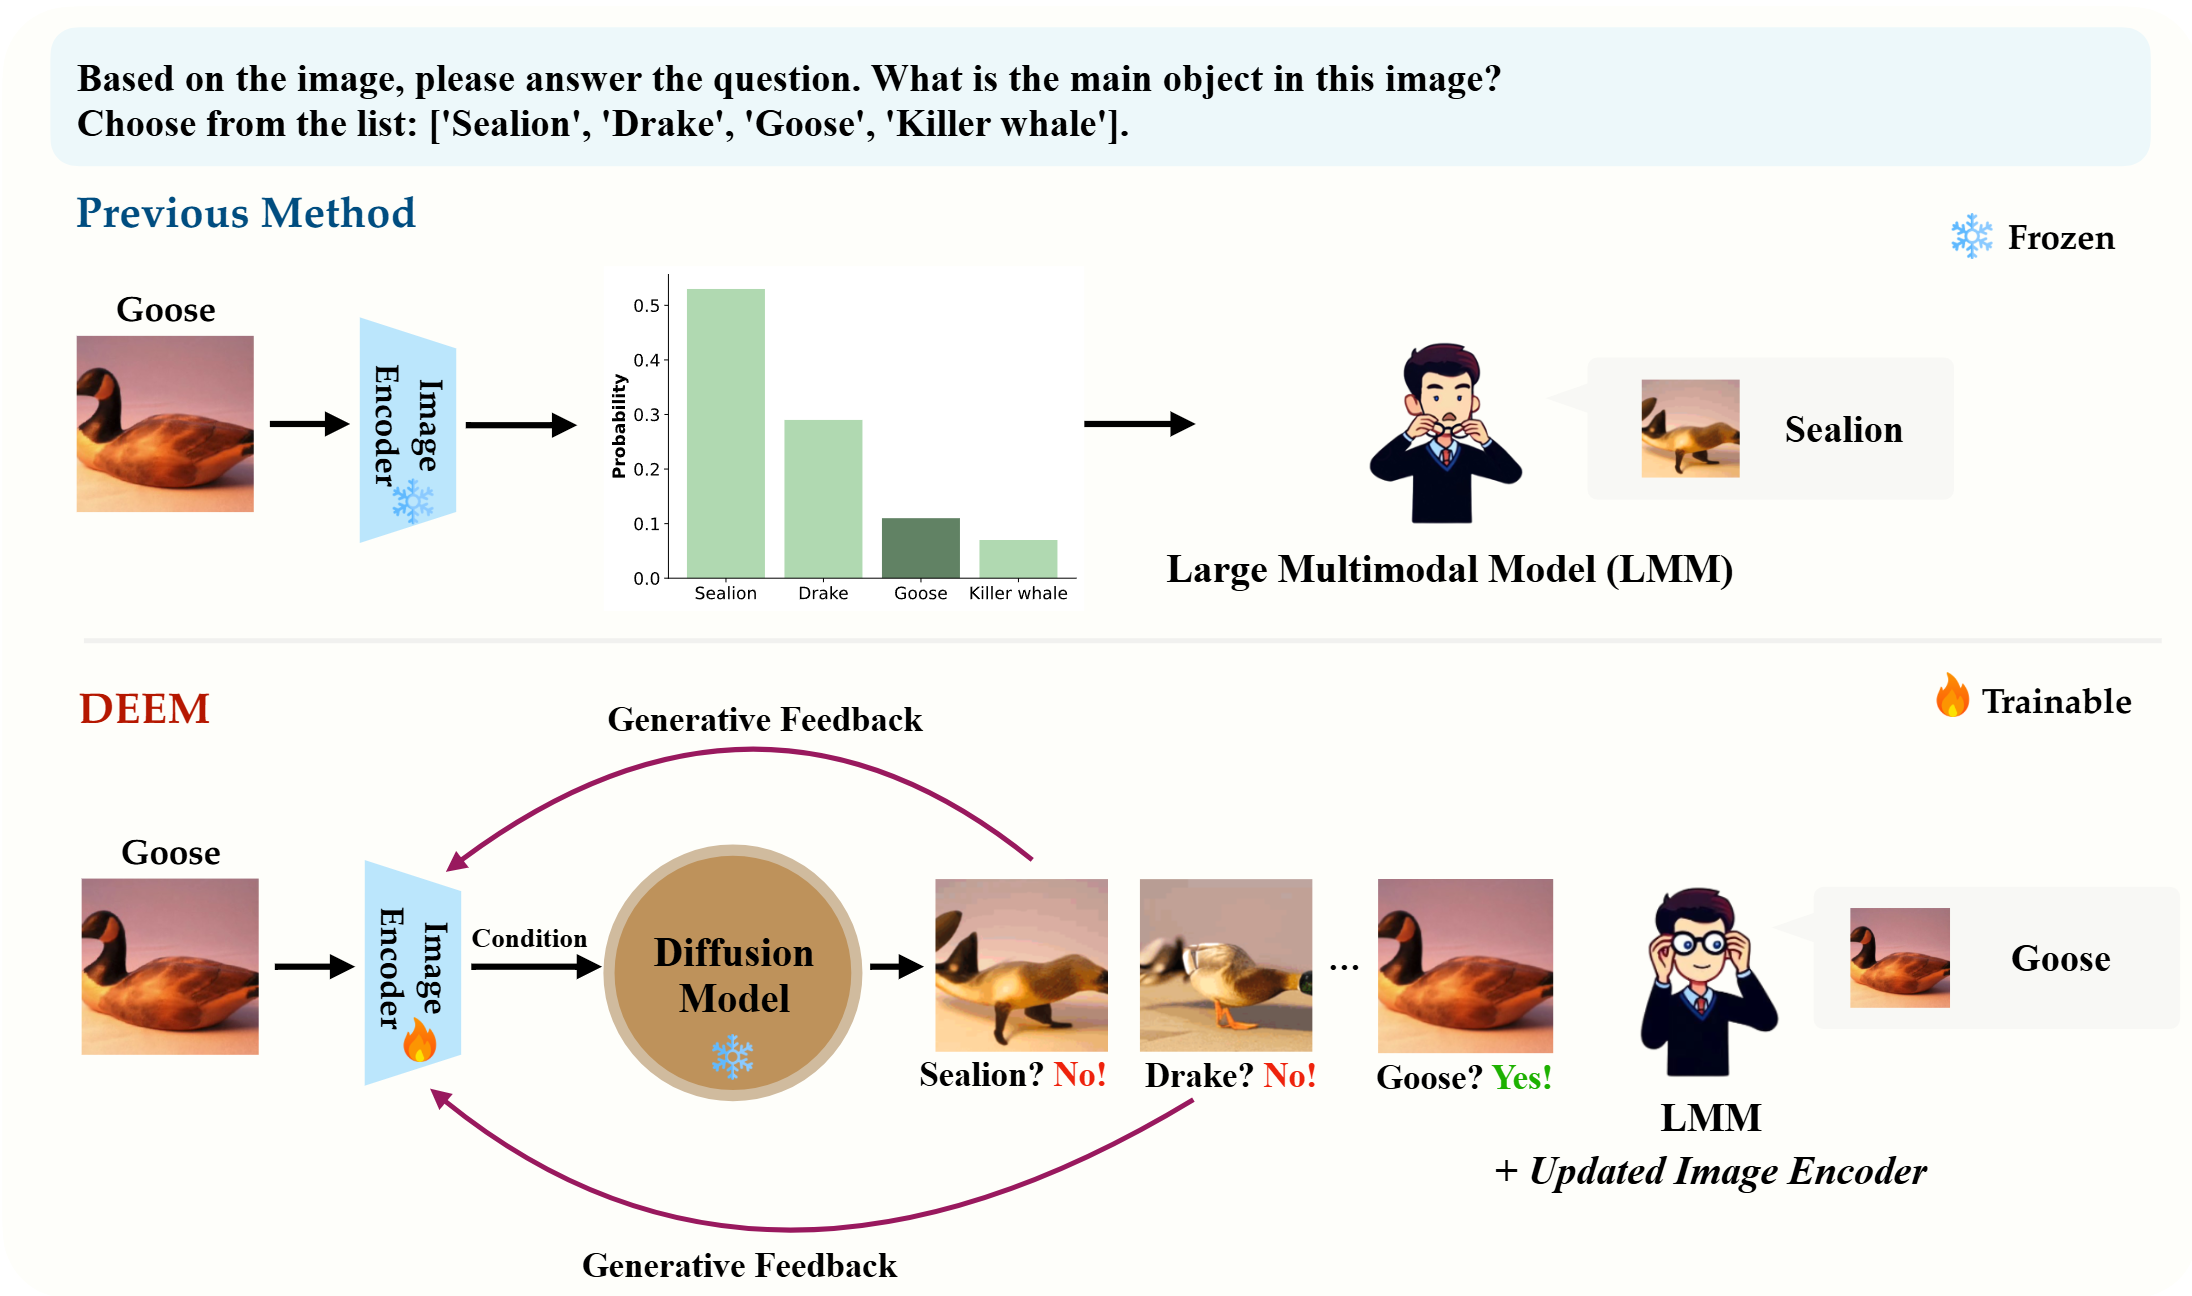 Based on the image, please answer the question. What is the main object in this image?
Choose from the list: ['Sealion', 'Drake', 'Goose', 'Killer whale'].
Previous Method
Frozen
Goose
Image
Encoder
Probability
0.5
0.4
0.3
0.2
0.1
0.0
Sealion
Drake
Goose
Killer whale
Sealion
Large Multimodal Model (LMM)
DEEM
Trainable
Generative Feedback
Goose
Image
Encoder
Condition
Diffusion
Model
Sealion? No!
Drake? No!
...
Goose? Yes!
Goose
LMM
+ Updated Image Encoder
Generative Feedback